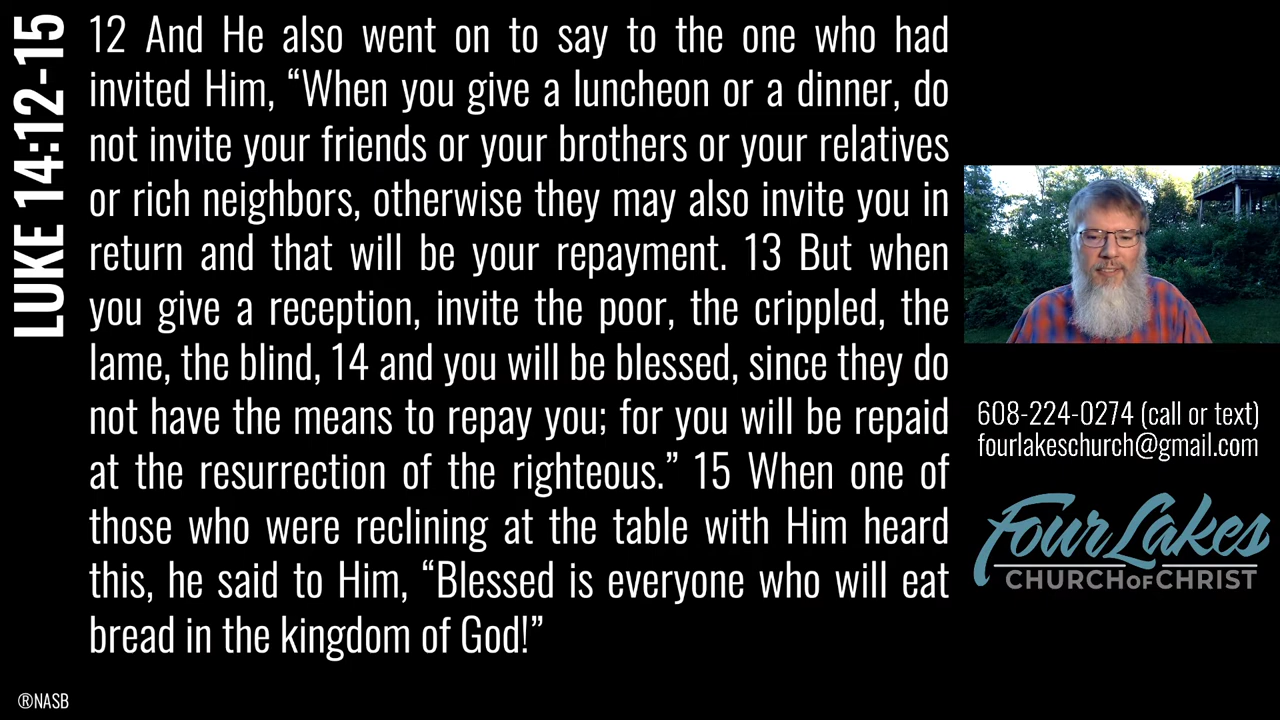 LUKE 14:12-15
12 And He also went on to say to the one who had
invited Him, “When you give a luncheon or a dinner, do
not invite your friends or your brothers or your relatives
or rich neighbors, otherwise they may also invite you in
return and that will be your repayment. 13 But when
you give a reception, invite the poor, the crippled, the
lame, the blind, 14 and you will be blessed, since they do
not have the means to repay you; for you will be repaid
at the resurrection of the righteous.” 15 When one of
those who were reclining at the table with Him heard
this, he said to Him, “Blessed is everyone who will eat
bread in the kingdom of God!”
®NASB
608-224-0274 (call or text)
fourlakeschurch@gmail.com
Four Lakes
CHURCH OF CHRIST